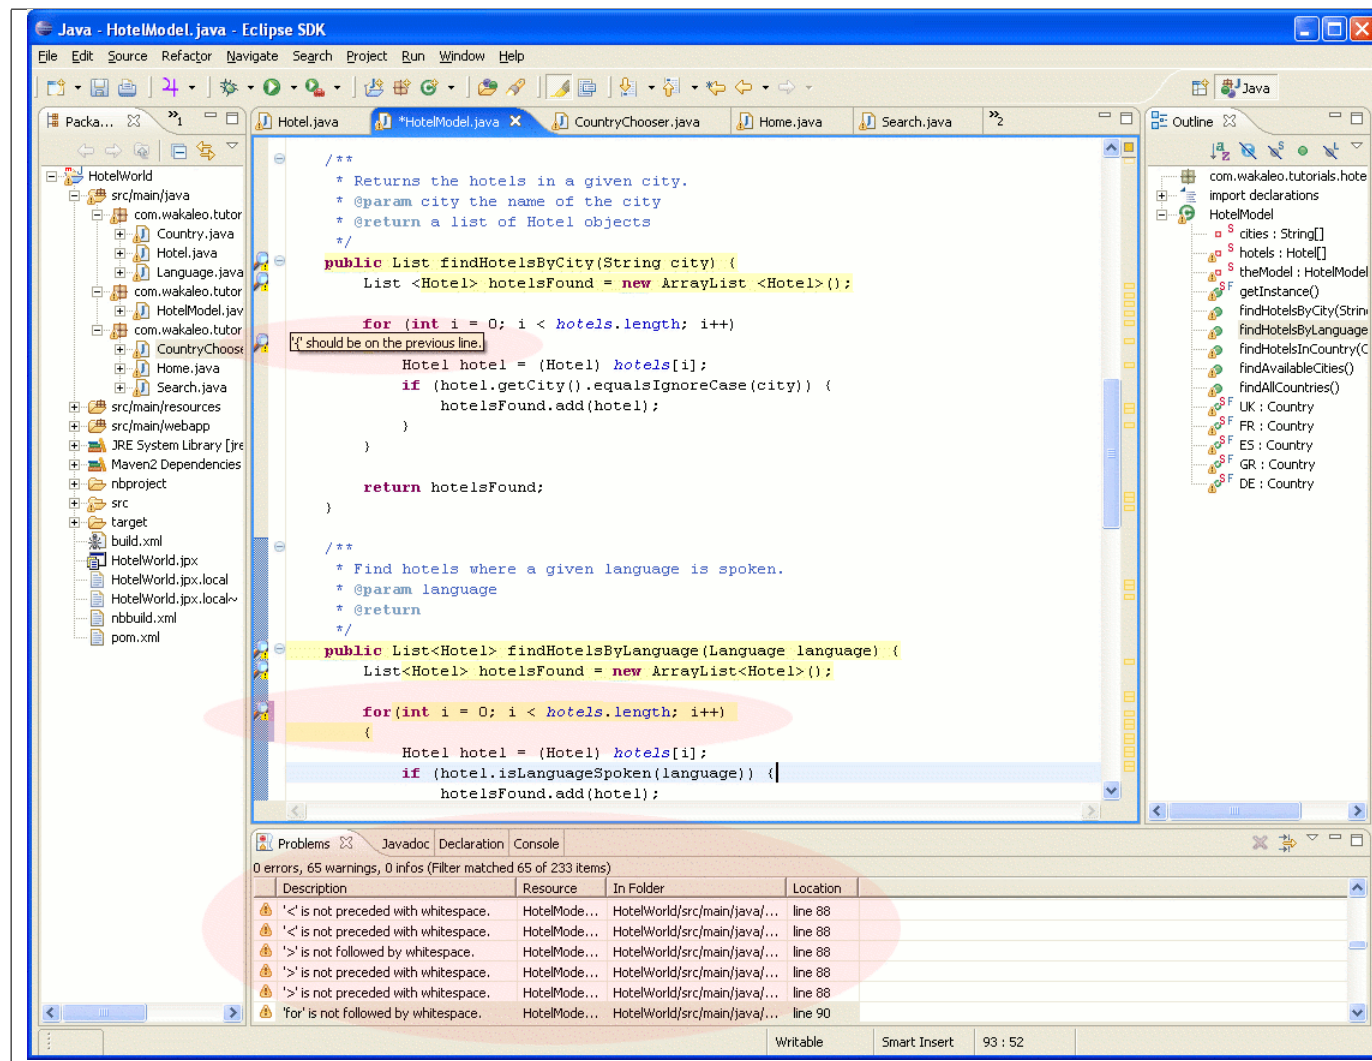 Java - HotelModel.java - Eclipse SDK
File Edit Source Refactor Navigate Search Project Run Window Help
Java
Packa...
»1
HotelWorld
src/main/java
com.wakaleo.tutor
Country.java
Hotel.java
Language.java
com.wakaleo.tutor
HotelModel.jav
com.wakaleo.tutor
CountryChoose
Home.java
Search.java
src/main/resources
src/main/webapp
JRE System Library [jre
Maven2 Dependencies
nbproject
src
target
build.xml
HotelWorld.jpx
HotelWorld.jpx.local
HotelWorld.jpx.local~
nbbuild.xml
pom.xml
Hotel.java *HotelModel.java CountryChooser.java Home.java Search.java »2
/**
* Returns the hotels in a given city.
* @param city the name of the city
* @return a list of Hotel objects
*/
public List findHotelsByCity(String city) {
List <Hotel> hotelsFound = new ArrayList <Hotel>();
for (int i = 0; i < hotels.length; i++)
'{' should be on the previous line.
Hotel hotel = (Hotel) hotels[i];
if (hotel.getCity().equalsIgnoreCase(city)) {
hotelsFound.add(hotel);
}
}
return hotelsFound;
}
/**
* Find hotels where a given language is spoken.
* @param language
* @return
*/
public List<Hotel> findHotelsByLanguage(Language language) {
List<Hotel> hotelsFound = new ArrayList<Hotel>();
for(int i = 0; i < hotels.length; i++)
{
Hotel hotel = (Hotel) hotels[i];
if (hotel.isLanguageSpoken(language)) {
hotelsFound.add(hotel);
Outline
com.wakaleo.tutorials.hote
import declarations
HotelModel
cities : String[]
hotels : Hotel[]
theModel : HotelModel
getInstance()
findHotelsByCity(Strin
findHotelsByLanguage
findHotelsInCountry(C
findAvailableCities()
findAllCountries()
UK : Country
FR : Country
ES : Country
GR : Country
DE : Country
Problems Javadoc Declaration Console
0 errors, 65 warnings, 0 infos (Filter matched 65 of 233 items)
Description Resource In Folder Location
'<' is not preceded with whitespace. HotelMode... HotelWorld/src/main/java/... line 88
'<' is not preceded with whitespace. HotelMode... HotelWorld/src/main/java/... line 88
'>' is not followed by whitespace. HotelMode... HotelWorld/src/main/java/... line 88
'>' is not preceded with whitespace. HotelMode... HotelWorld/src/main/java/... line 88
'>' is not preceded with whitespace. HotelMode... HotelWorld/src/main/java/... line 88
'for' is not followed by whitespace. HotelMode... HotelWorld/src/main/java/... line 90
Writable Smart Insert 93 : 52